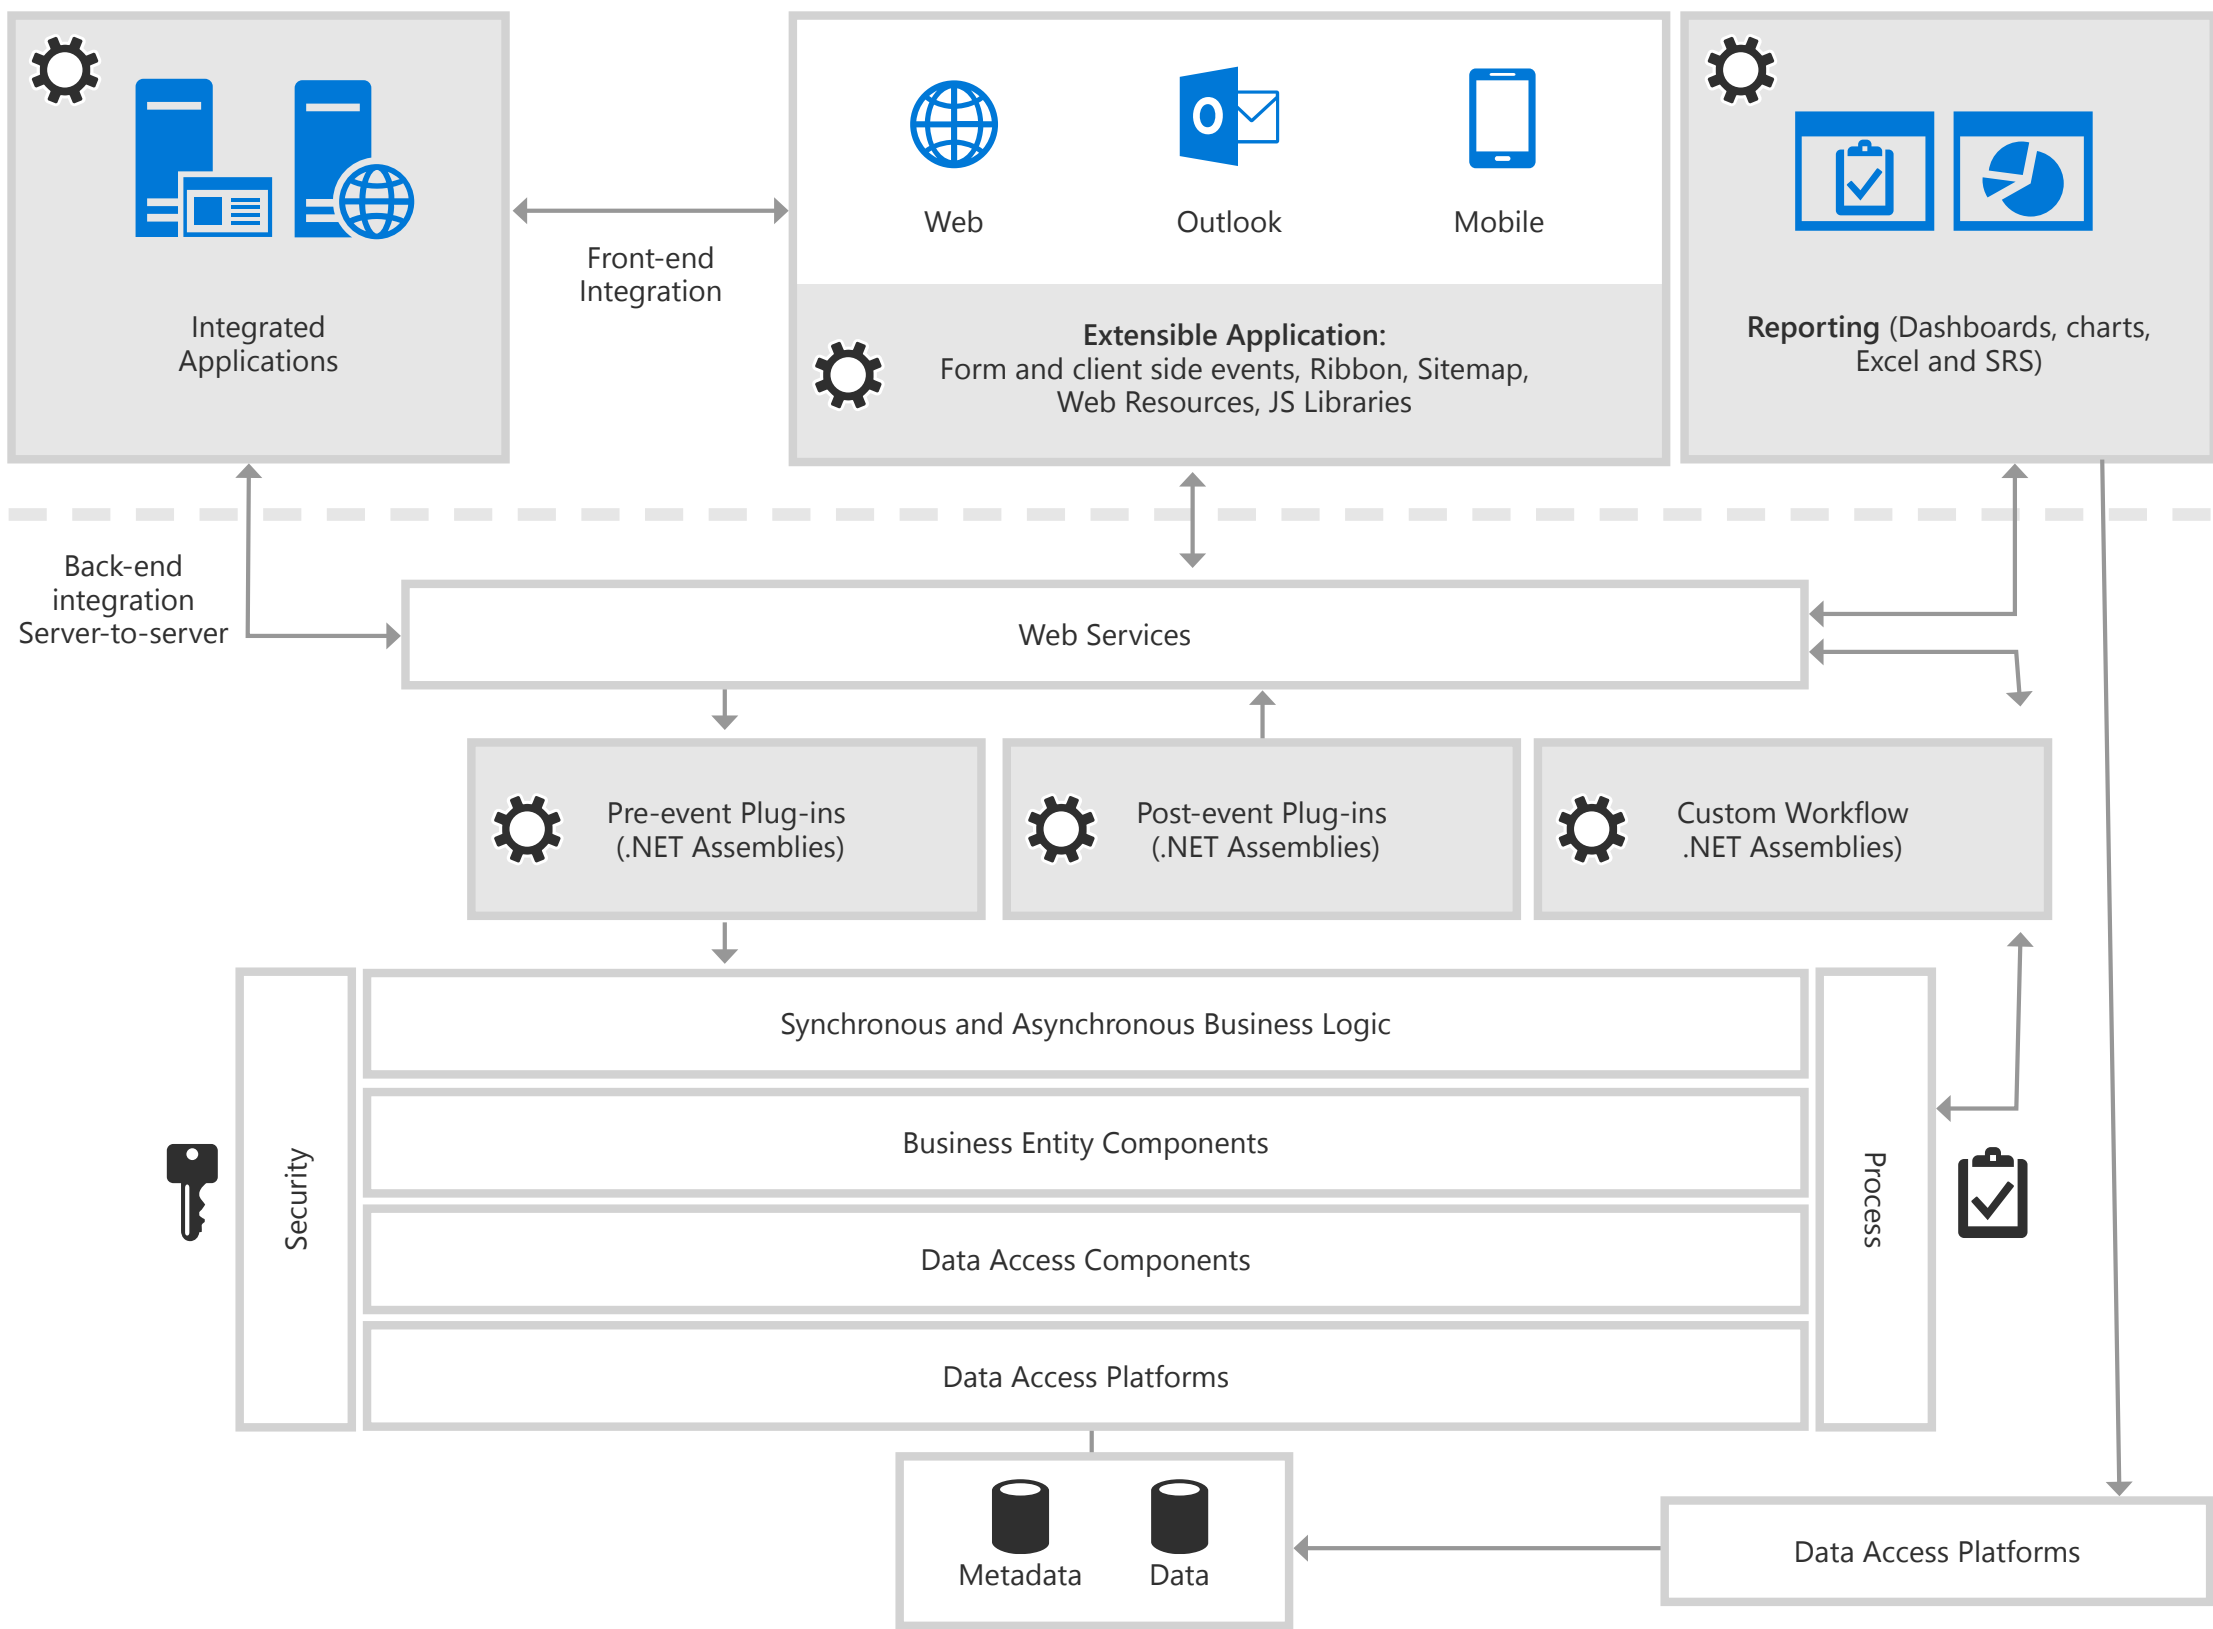 Web
Outlook
Mobile
Front-end
Integration
Integrated
Applications
Extensible Application:
Form and client side events, Ribbon, Sitemap,
Web Resources, JS Libraries
Reporting (Dashboards, charts,
Excel and SRS)
Back-end
integration
Server-to-server
Web Services
Pre-event Plug-ins
(.NET Assemblies)
Post-event Plug-ins
(.NET Assemblies)
Custom Workflow
.NET Assemblies)
Security
Synchronous and Asynchronous Business Logic
Business Entity Components
Data Access Components
Data Access Platforms
Process
Metadata
Data
Data Access Platforms